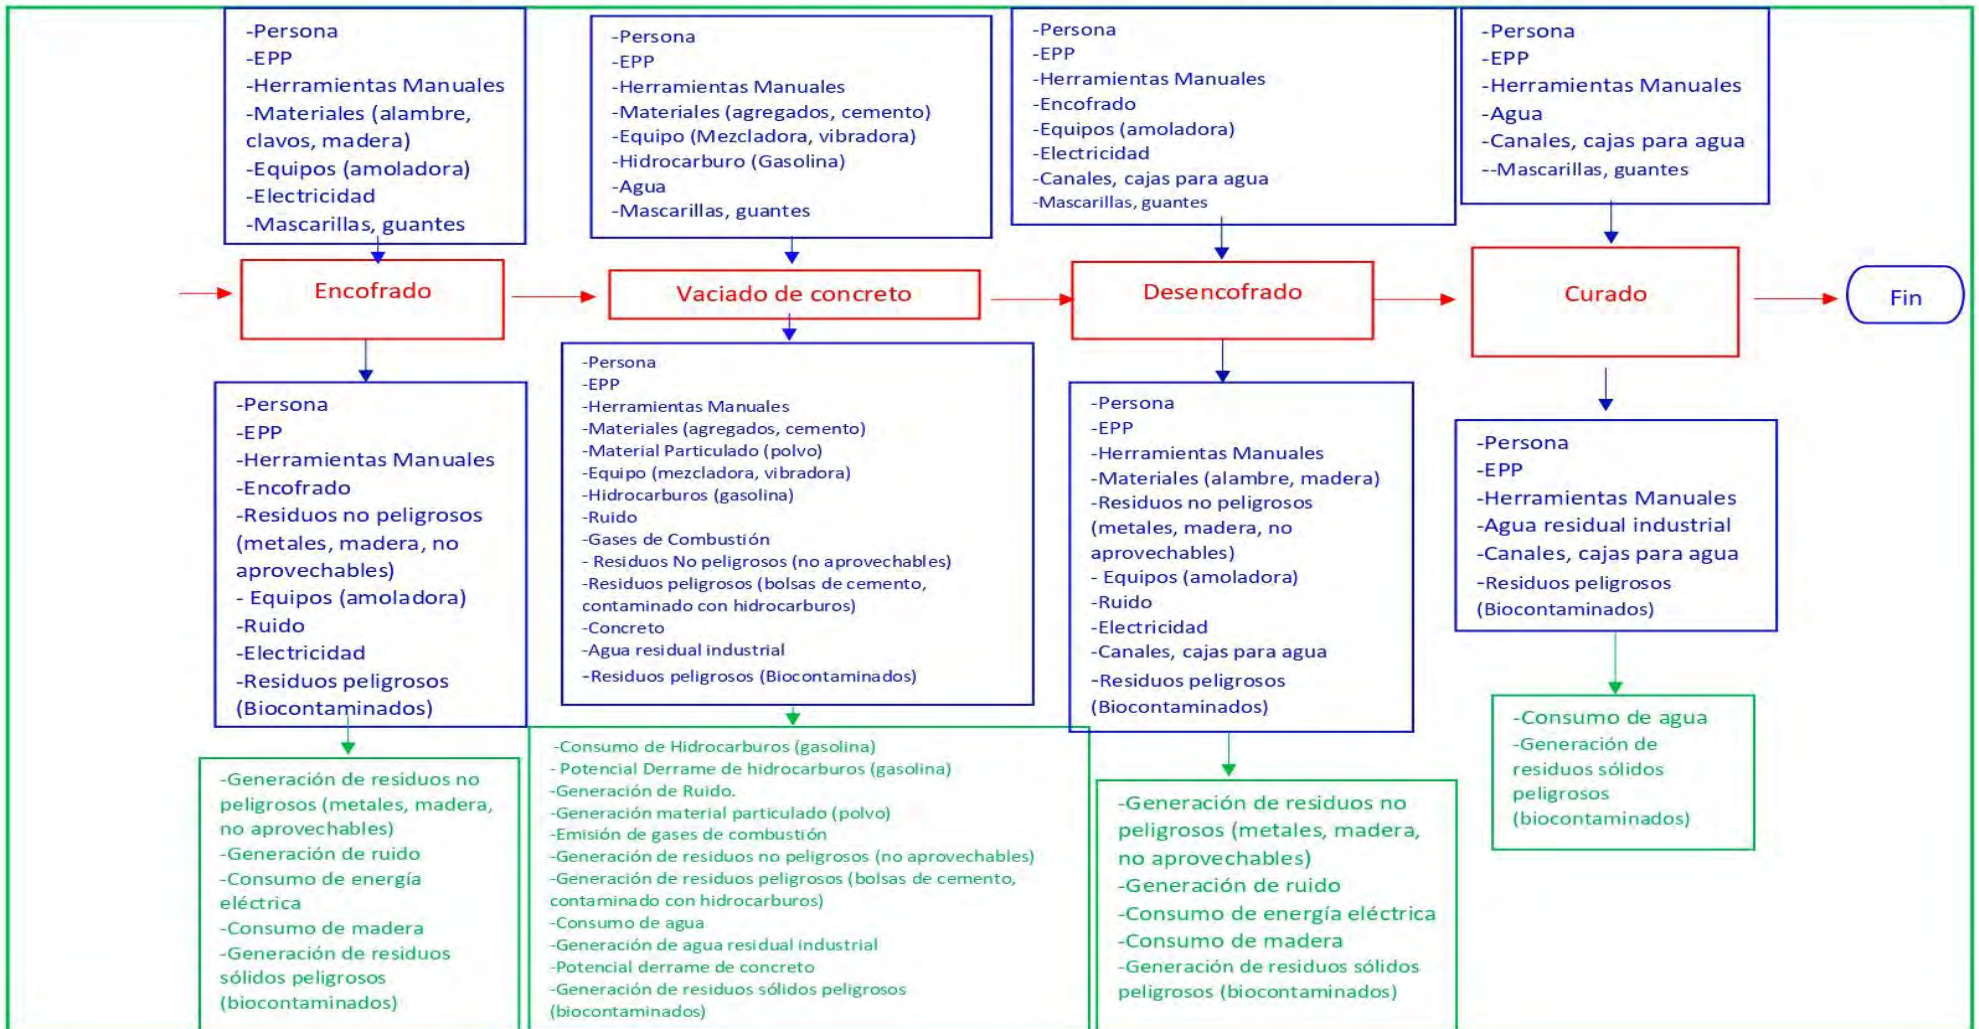 -Persona
-EPP
-Herramientas Manuales
-Materiales (alambre,
clavos, madera)
-Equipos (amoladora)
-Electricidad
-Mascarillas, guantes
-Persona
-EPP
-Herramientas Manuales
-Materiales (agregados, cemento)
-Equipo (Mezcladora, vibradora)
-Hidrocarburo (Gasolina)
-Agua
-Mascarillas, guantes
-Persona
-EPP
-Herramientas Manuales
-Encofrado
-Equipos (amoladora)
-Electricidad
-Canales, cajas para agua
-Mascarillas, guantes
-Persona
-EPP
-Herramientas Manuales
-Agua
-Canales, cajas para agua
--Mascarillas, guantes
Encofrado
Vaciado de concreto
Desencofrado
Curado
Fin
-Persona
-EPP
-Herramientas Manuales
-Encofrado
-Residuos no peligrosos
(metales, madera, no
aprovechables)
- Equipos (amoladora)
-Ruido
-Electricidad
-Residuos peligrosos
(Biocontaminados)
-Persona
-EPP
-Herramientas Manuales
-Materiales (agregados, cemento)
-Material Particulado (polvo)
-Equipo (mezcladora, vibradora)
-Hidrocarburos (gasolina)
-Ruido
-Gases de Combustión
- Residuos No peligrosos (no aprovechables)
-Residuos peligrosos (bolsas de cemento,
contaminado con hidrocarburos)
-Concreto
-Agua residual industrial
-Residuos peligrosos (Biocontaminados)
-Persona
-EPP
-Herramientas Manuales
-Materiales (alambre, madera)
-Residuos no peligrosos
(metales, madera, no
aprovechables)
- Equipos (amoladora)
-Ruido
-Electricidad
-Canales, cajas para agua
-Residuos peligrosos
(Biocontaminados)
-Persona
-EPP
-Herramientas Manuales
-Agua residual industrial
-Canales, cajas para agua
-Residuos peligrosos
(Biocontaminados)
-Generación de residuos no
peligrosos (metales, madera,
no aprovechables)
-Generación de ruido
-Consumo de energía
eléctrica
-Consumo de madera
-Generación de residuos
sólidos peligrosos
(biocontaminados)
-Consumo de Hidrocarburos (gasolina)
- Potencial Derrame de hidrocarburos (gasolina)
-Generación de Ruido.
-Generación material particulado (polvo)
-Emisión de gases de combustión
-Generación de residuos no peligrosos (no aprovechables)
-Generación de residuos peligrosos (bolsas de cemento,
contaminado con hidrocarburos)
-Consumo de agua
-Generación de agua residual industrial
-Potencial derrame de concreto
-Generación de residuos sólidos peligrosos
(biocontaminados)
-Generación de residuos no
peligrosos (metales, madera,
no aprovechables)
-Generación de ruido
-Consumo de energía eléctrica
-Consumo de madera
-Generación de residuos sólidos
peligrosos (biocontaminados)
-Consumo de agua
-Generación de
residuos sólidos
peligrosos
(biocontaminados)